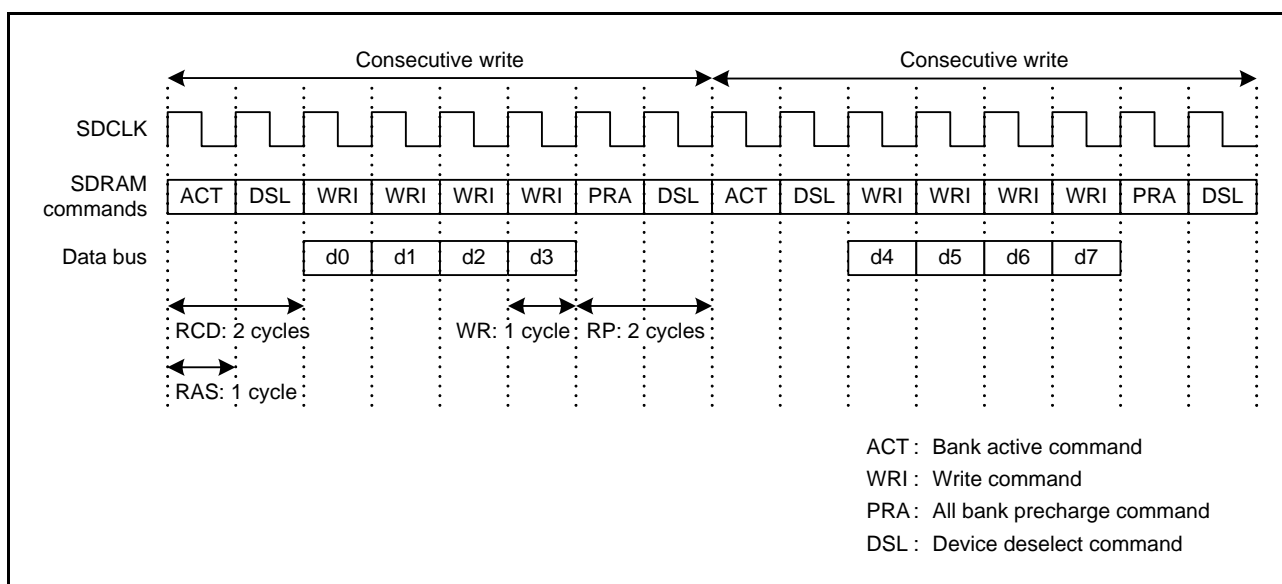 Consecutive write Consecutive write
SDCLK
SDRAM
commands
ACT DSL WRI WRI WRI WRI PRA DSL ACT DSL WRI WRI WRI WRI PRA DSL
Data bus d0 d1 d2 d3 d4 d5 d6 d7
RCD: 2 cycles WR: 1 cycle RP: 2 cycles
RAS: 1 cycle
ACT : Bank active command
WRI : Write command
PRA : All bank precharge command
DSL : Device deselect command